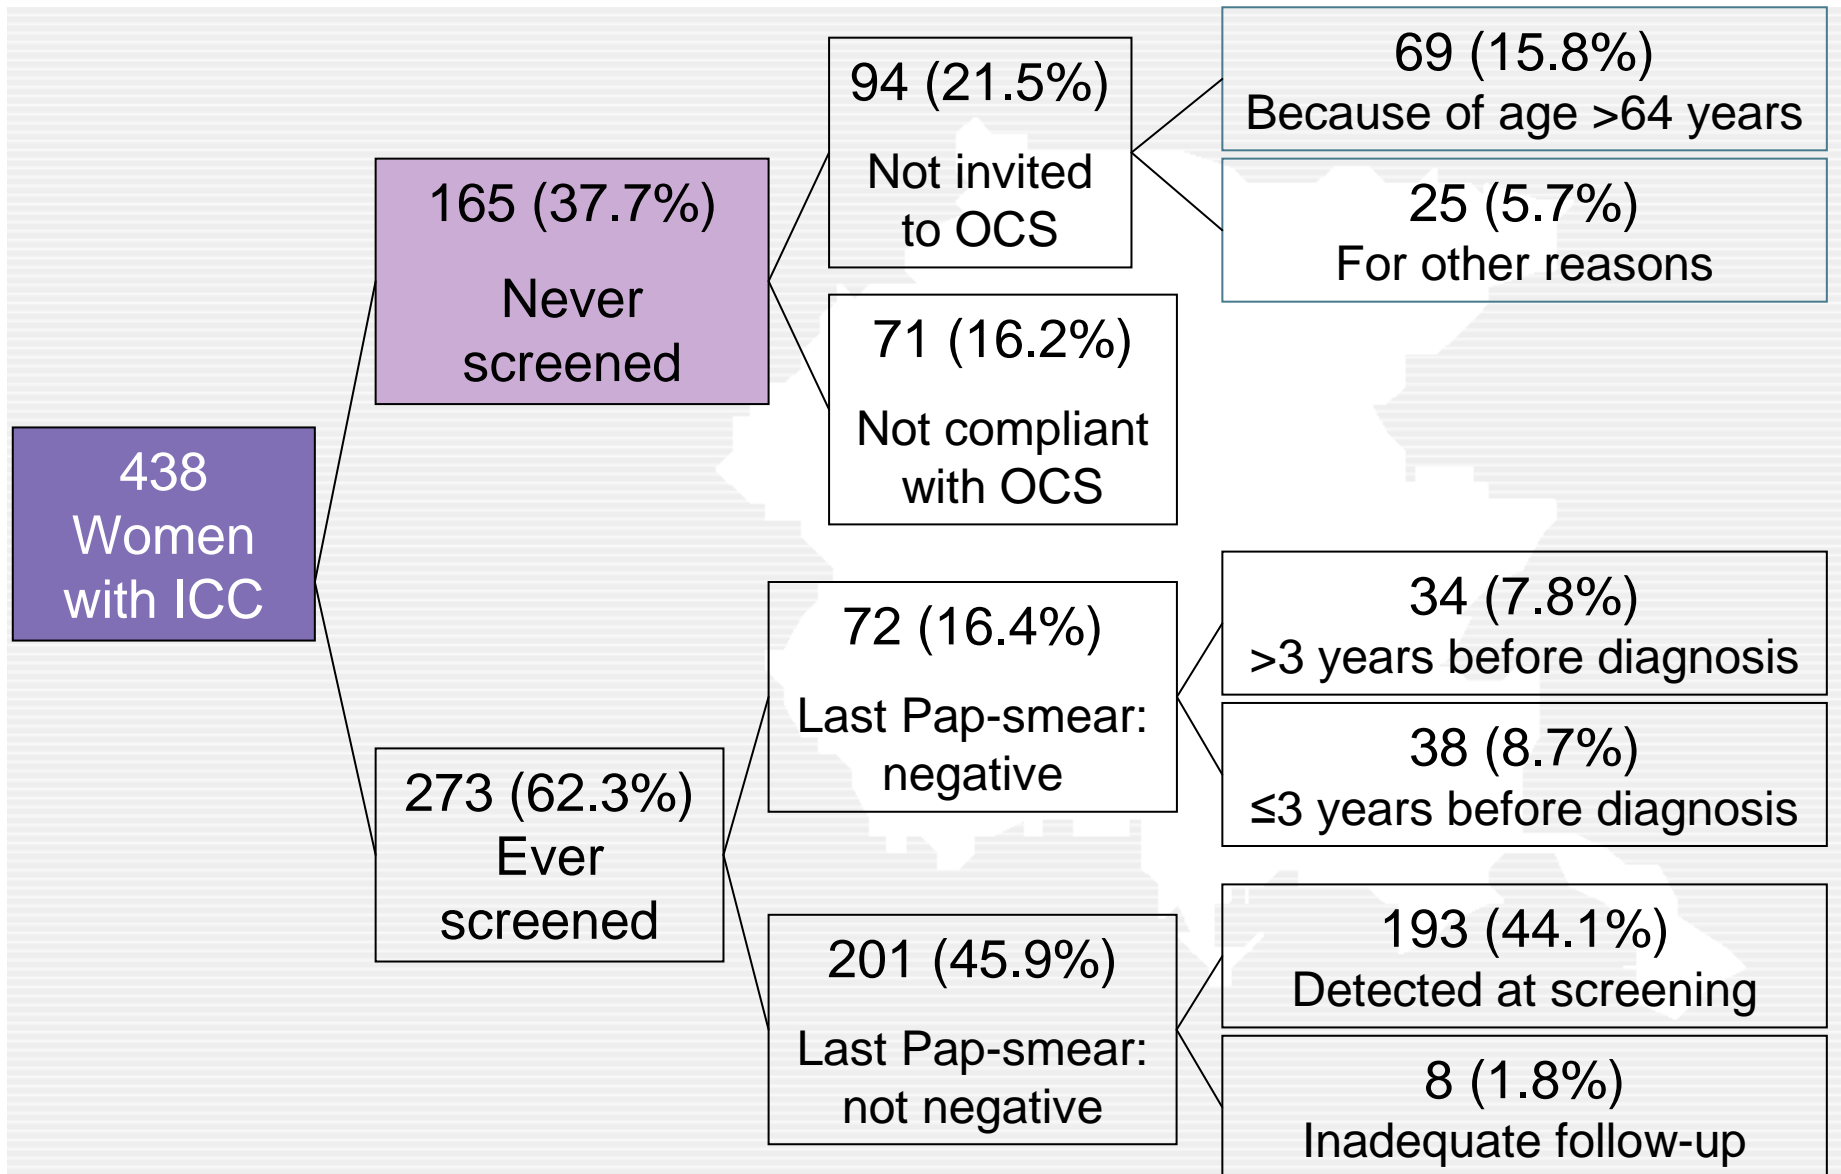 438
Women
with ICC
165 (37.7%)
Never
screened
94 (21.5%)
Not invited
to OCS
69 (15.8%)
Because of age >64 years
25 (5.7%)
For other reasons
71 (16.2%)
Not compliant
with OCS
273 (62.3%)
Ever
screened
72 (16.4%)
Last Pap-smear:
negative
34 (7.8%)
>3 years before diagnosis
38 (8.7%)
≤3 years before diagnosis
201 (45.9%)
Last Pap-smear:
not negative
193 (44.1%)
Detected at screening
8 (1.8%)
Inadequate follow-up